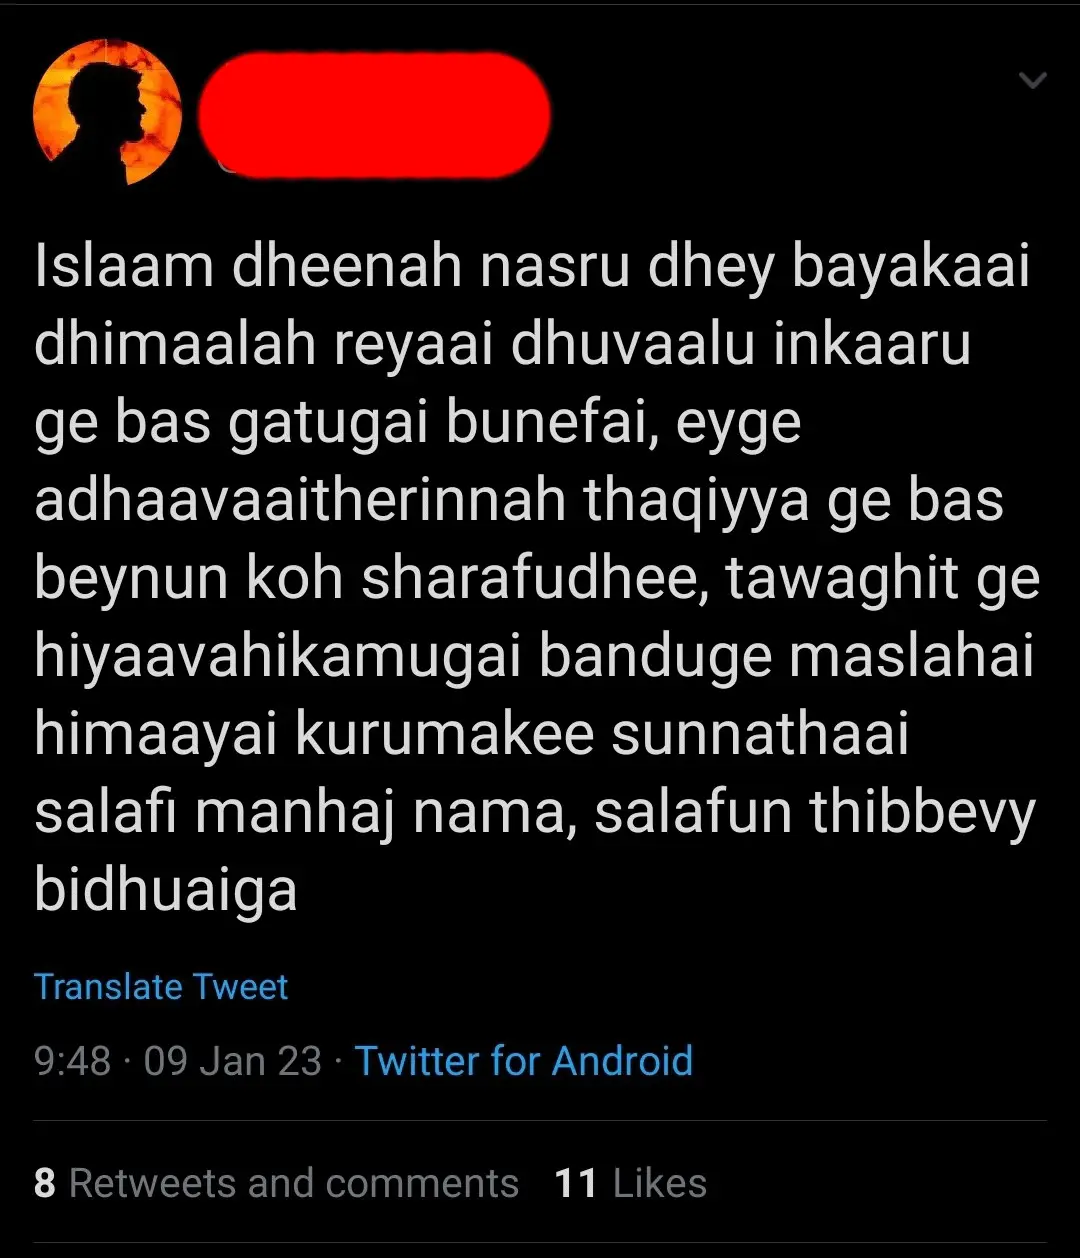 Islaam dheenah nasru dhey bayakaai
dhimaalah reyaai dhuvaalu inkaaru
ge bas gatugai bunefai, eyge
adhaavaaitherinnah thaqiyya ge bas
beynun koh sharafudhee, tawaghit ge
hiyaavahikamugai banduge maslahai
himaayai kurumakee sunnathaai
salafi manhaj nama, salafun thibbevy
bidhuaiga
Translate Tweet
9:48 · 09 Jan 23 · Twitter for Android
8 Retweets and comments 11 Likes